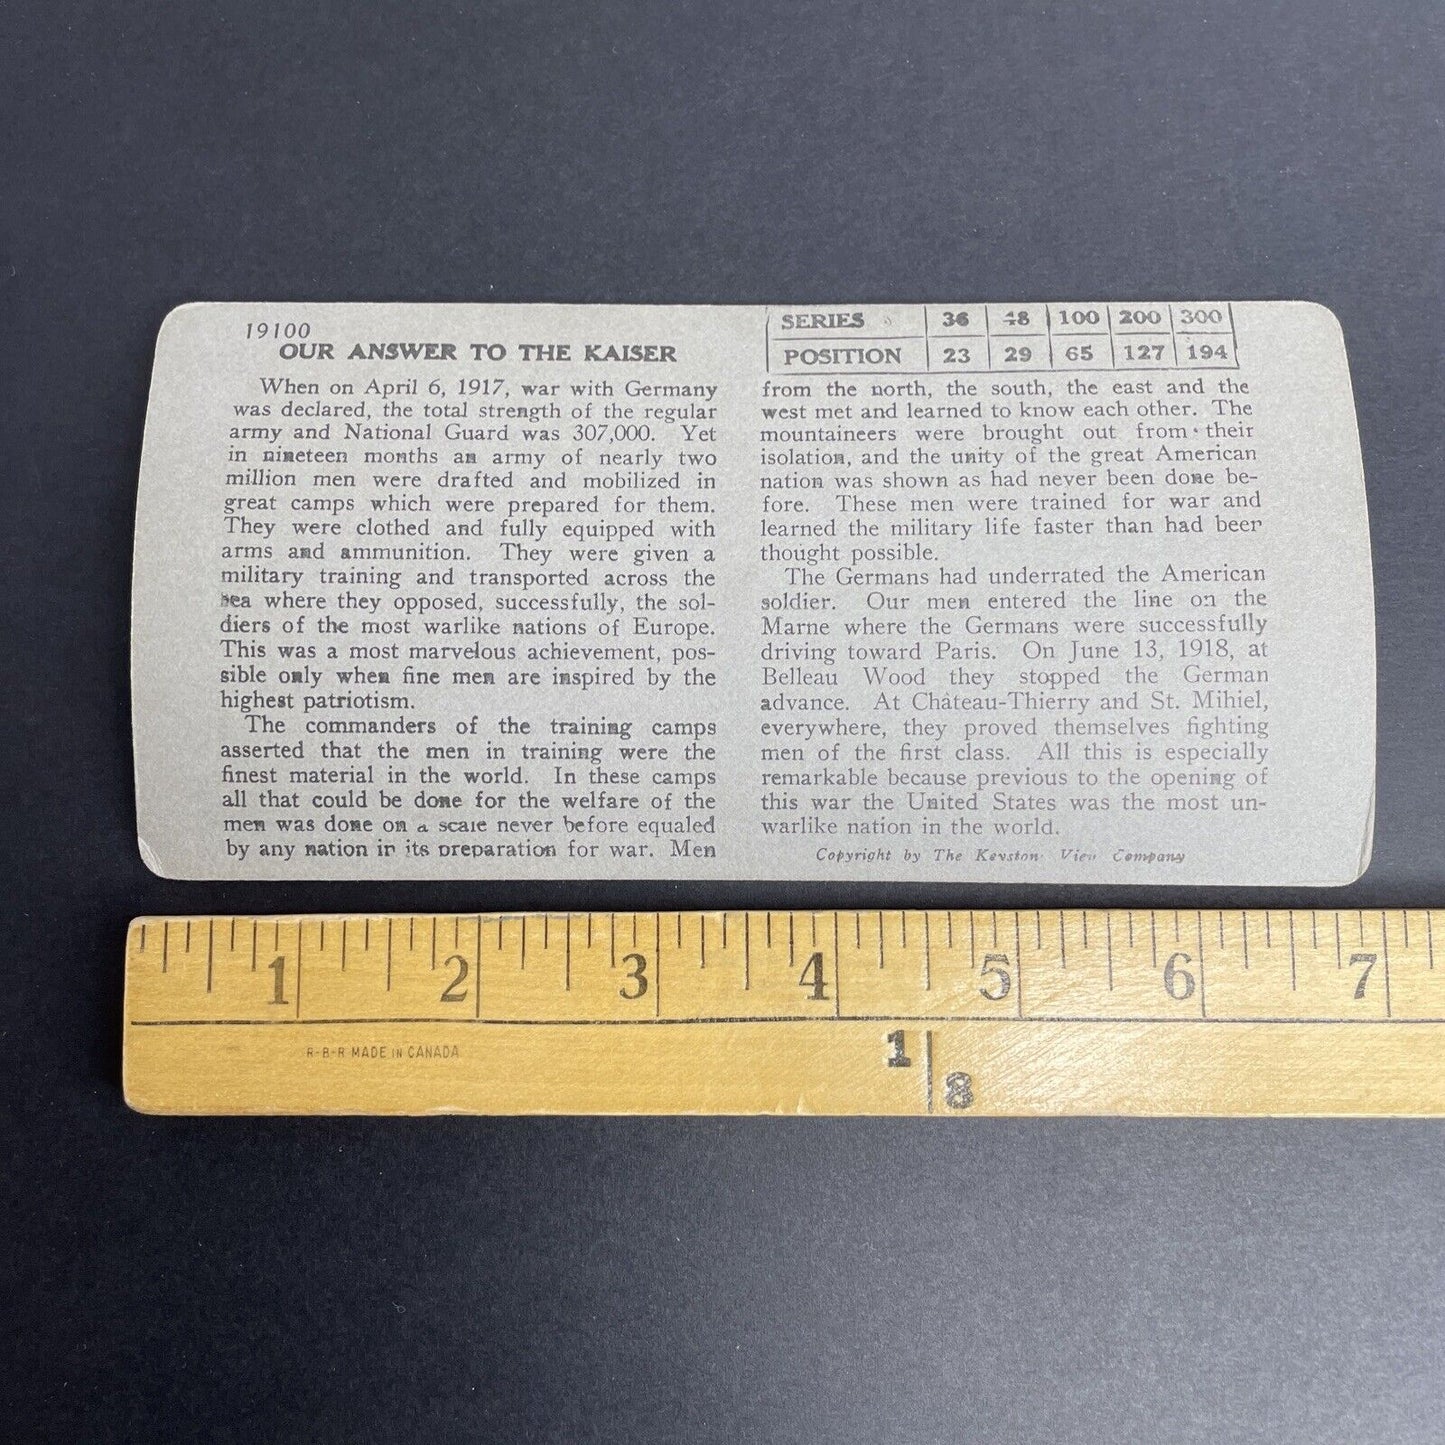 19100
OUR ANSWER TO THE KAISER
When on April 6, 1917, war with Germany
was declared, the total strength of the regular
army and National Guard was 307,000. Yet
in nineteen months an army of nearly two
million men were drafted and mobilized in
great camps which were prepared for them.
They were clothed and fully equipped with
arms and ammunition. They were given a
military training and transported across the
sea where they opposed, successfully, the sol-
diers of the most warlike nations of Europe.
This was a most marvelous achievement, pos-
sible only when fine men are inspired by the
highest patriotism.
The commanders of the training camps
asserted that the men in training were the
finest material in the world. In these camps
all that could be done for the welfare of the
men was done on a scale never before equaled
by any nation in its preparation for war. Men
SERIES 36 48 100 200 300
POSITION 23 29 65 127 194
from the north, the south, the east and the
west met and learned to know each other. The
mountaineers were brought out from their
isolation, and the unity of the great American
nation was shown as had never been done be-
fore. These men were trained for war and
learned the military life faster than had been
thought possible.
The Germans had underrated the American
soldier. Our men entered the line on the
Marne where the Germans were successfully
driving toward Paris. On June 13, 1918, at
Belleau Wood they stopped the German
advance. At Château-Thierry and St. Mihiel,
everywhere, they proved themselves fighting
men of the first class. All this is especially
remarkable because previous to the opening of
this war the United States was the most un-
warlike nation in the world.
Copyright by The Keystone View Company
1 2 3 4 5 6 7
R-B-R MADE IN CANADA
1 8